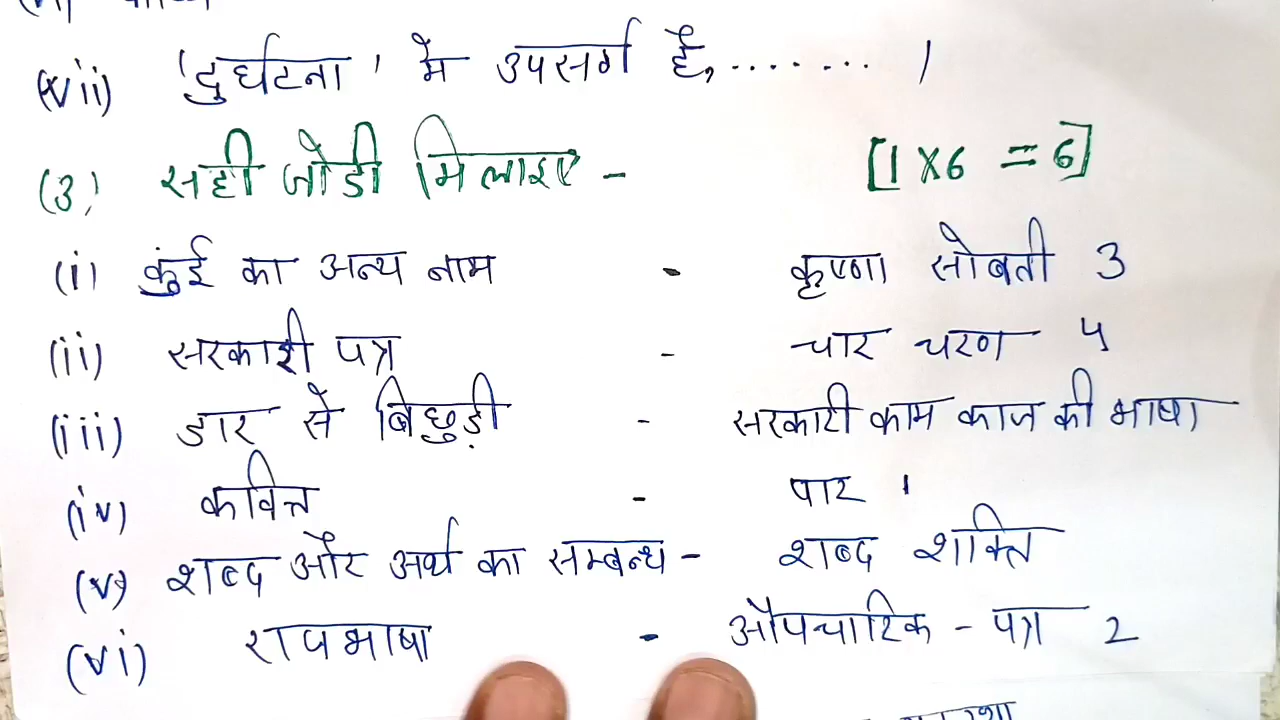 (vii) 'दुर्घटना' में उपसर्ग है, ........ ।
(3) सही जोडी मिलाइए - [1 X 6 = 6]
(i) कुंई का अन्य नाम - कृष्णा सोबती 3
(ii) सरकारी पत्र - चार चरण 4
(iii) डार से बिछुड़ी - सरकारी काम काज की भाषा
(iv) कवित्त - पार 1
(v) शब्द और अर्थ का सम्बन्ध - शब्द शक्ति
(vi) राजभाषा - औपचारिक - पत्र 2